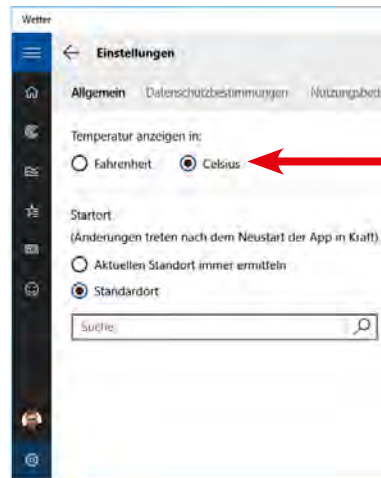 Wetter
Einstellungen
Allgemein Datenschutzbestimmungen
Temperatur anzeigen in:
Fahrenheit Celsius
Startort
(Änderungen treten nach dem Neustart der App in Kraft)
Aktuellen Standort immer ermitteln
Standardort
Suche